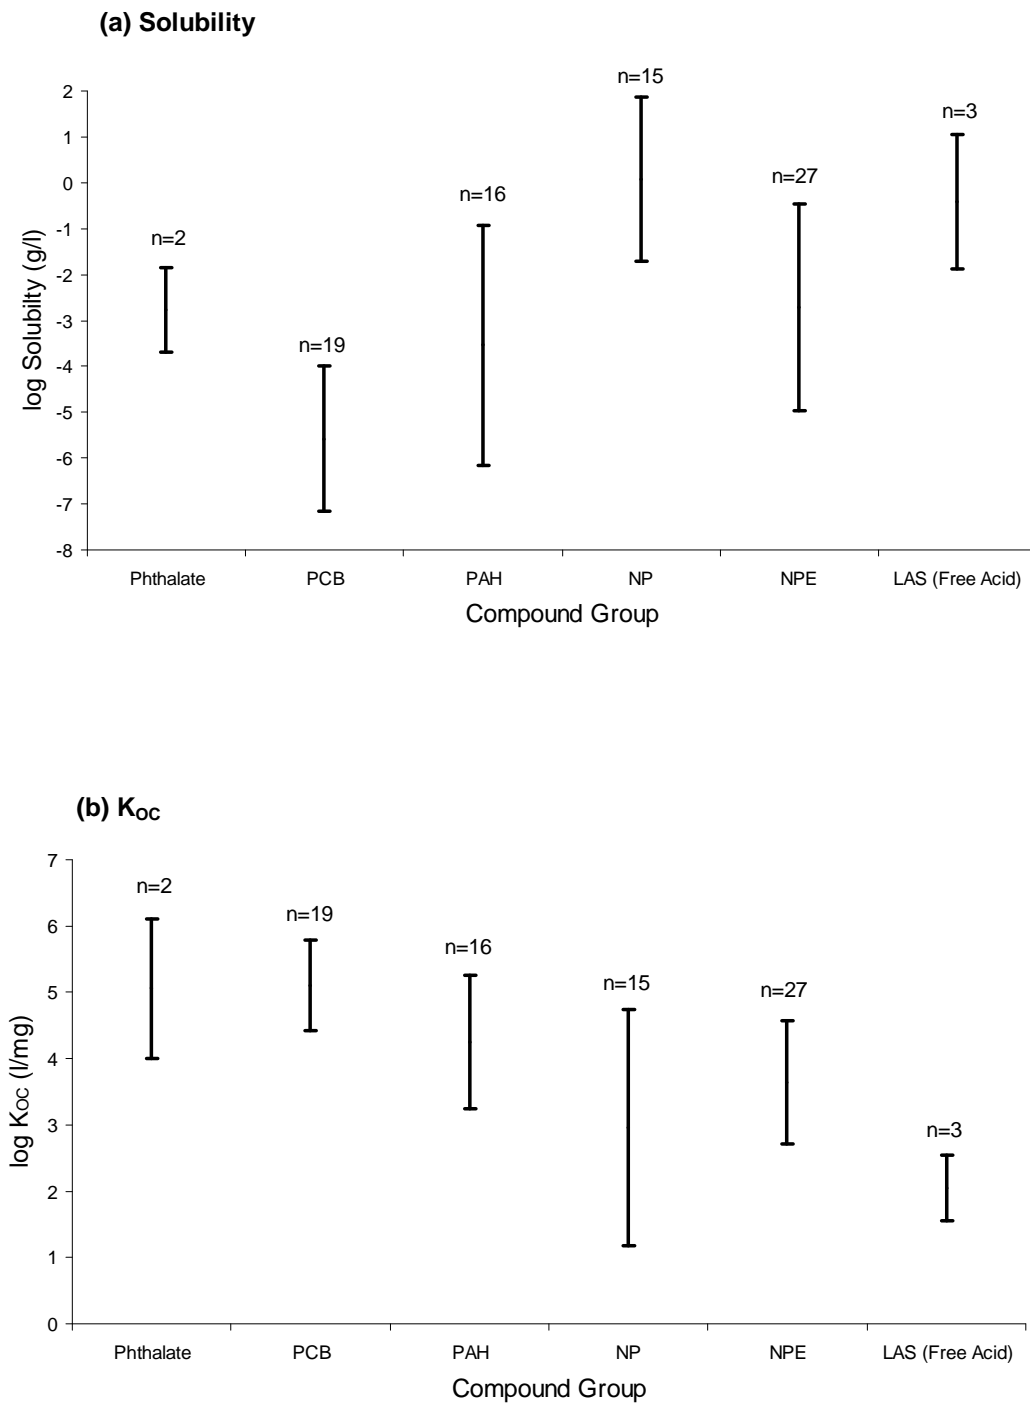 (a) Solubility
n=15
2
n=3
1
n=27
0
n=16
-1
n=2
-2
-3
n=19
-4
-5
-6
-7
-8
log Solubilty (g/l)
Phthalate PCB PAH NP NPE LAS (Free Acid)
Compound Group
(b) KOC
7
n=2
n=19
6
n=16
n=15
n=27
5
4
3
n=3
2
1
0
log KOC (l/mg)
Phthalate PCB PAH NP NPE LAS (Free Acid)
Compound Group